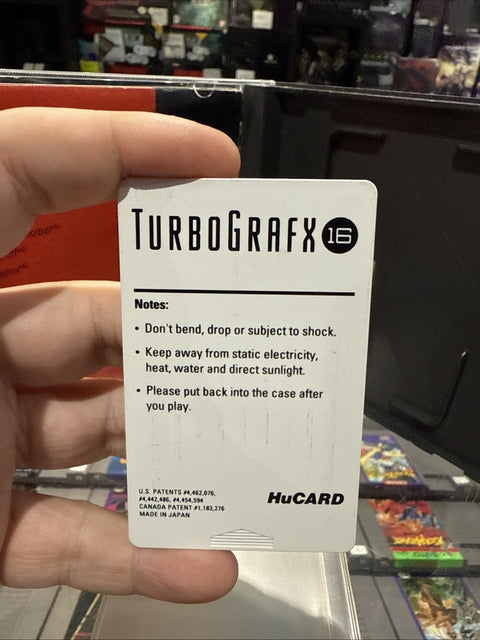 TURBOGRAFX 16
Notes:
• Don't bend, drop or subject to shock.
• Keep away from static electricity,
heat, water and direct sunlight.
• Please put back into the case after
you play.
U.S. PATENTS #4,462,076,
#4,442,486, #4,454,594
CANADA PATENT #1,183,276
MADE IN JAPAN
HuCARD